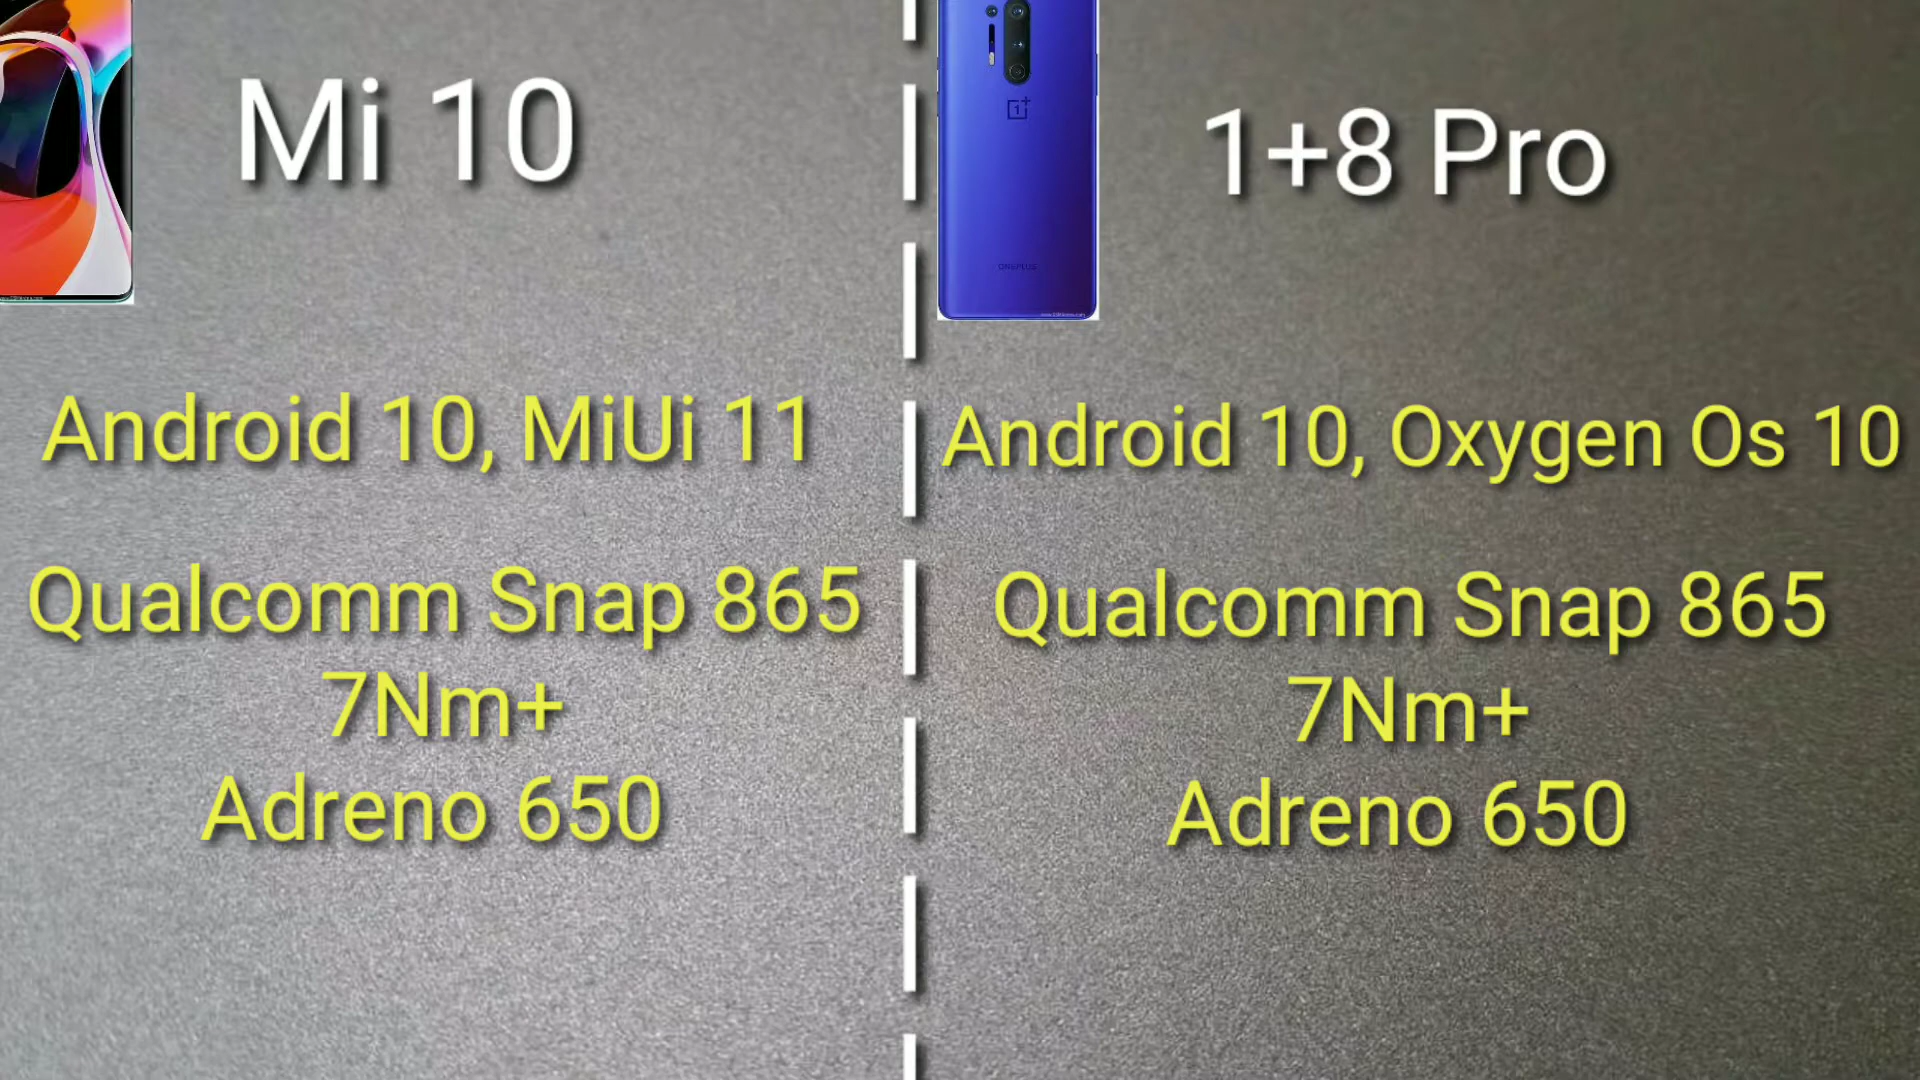 Mi 10
Android 10, MiUi 11
Qualcomm Snap 865
7Nm+
Adreno 650
1+8 Pro
ONEPLUS
Android 10, Oxygen Os 10
Qualcomm Snap 865
7Nm+
Adreno 650